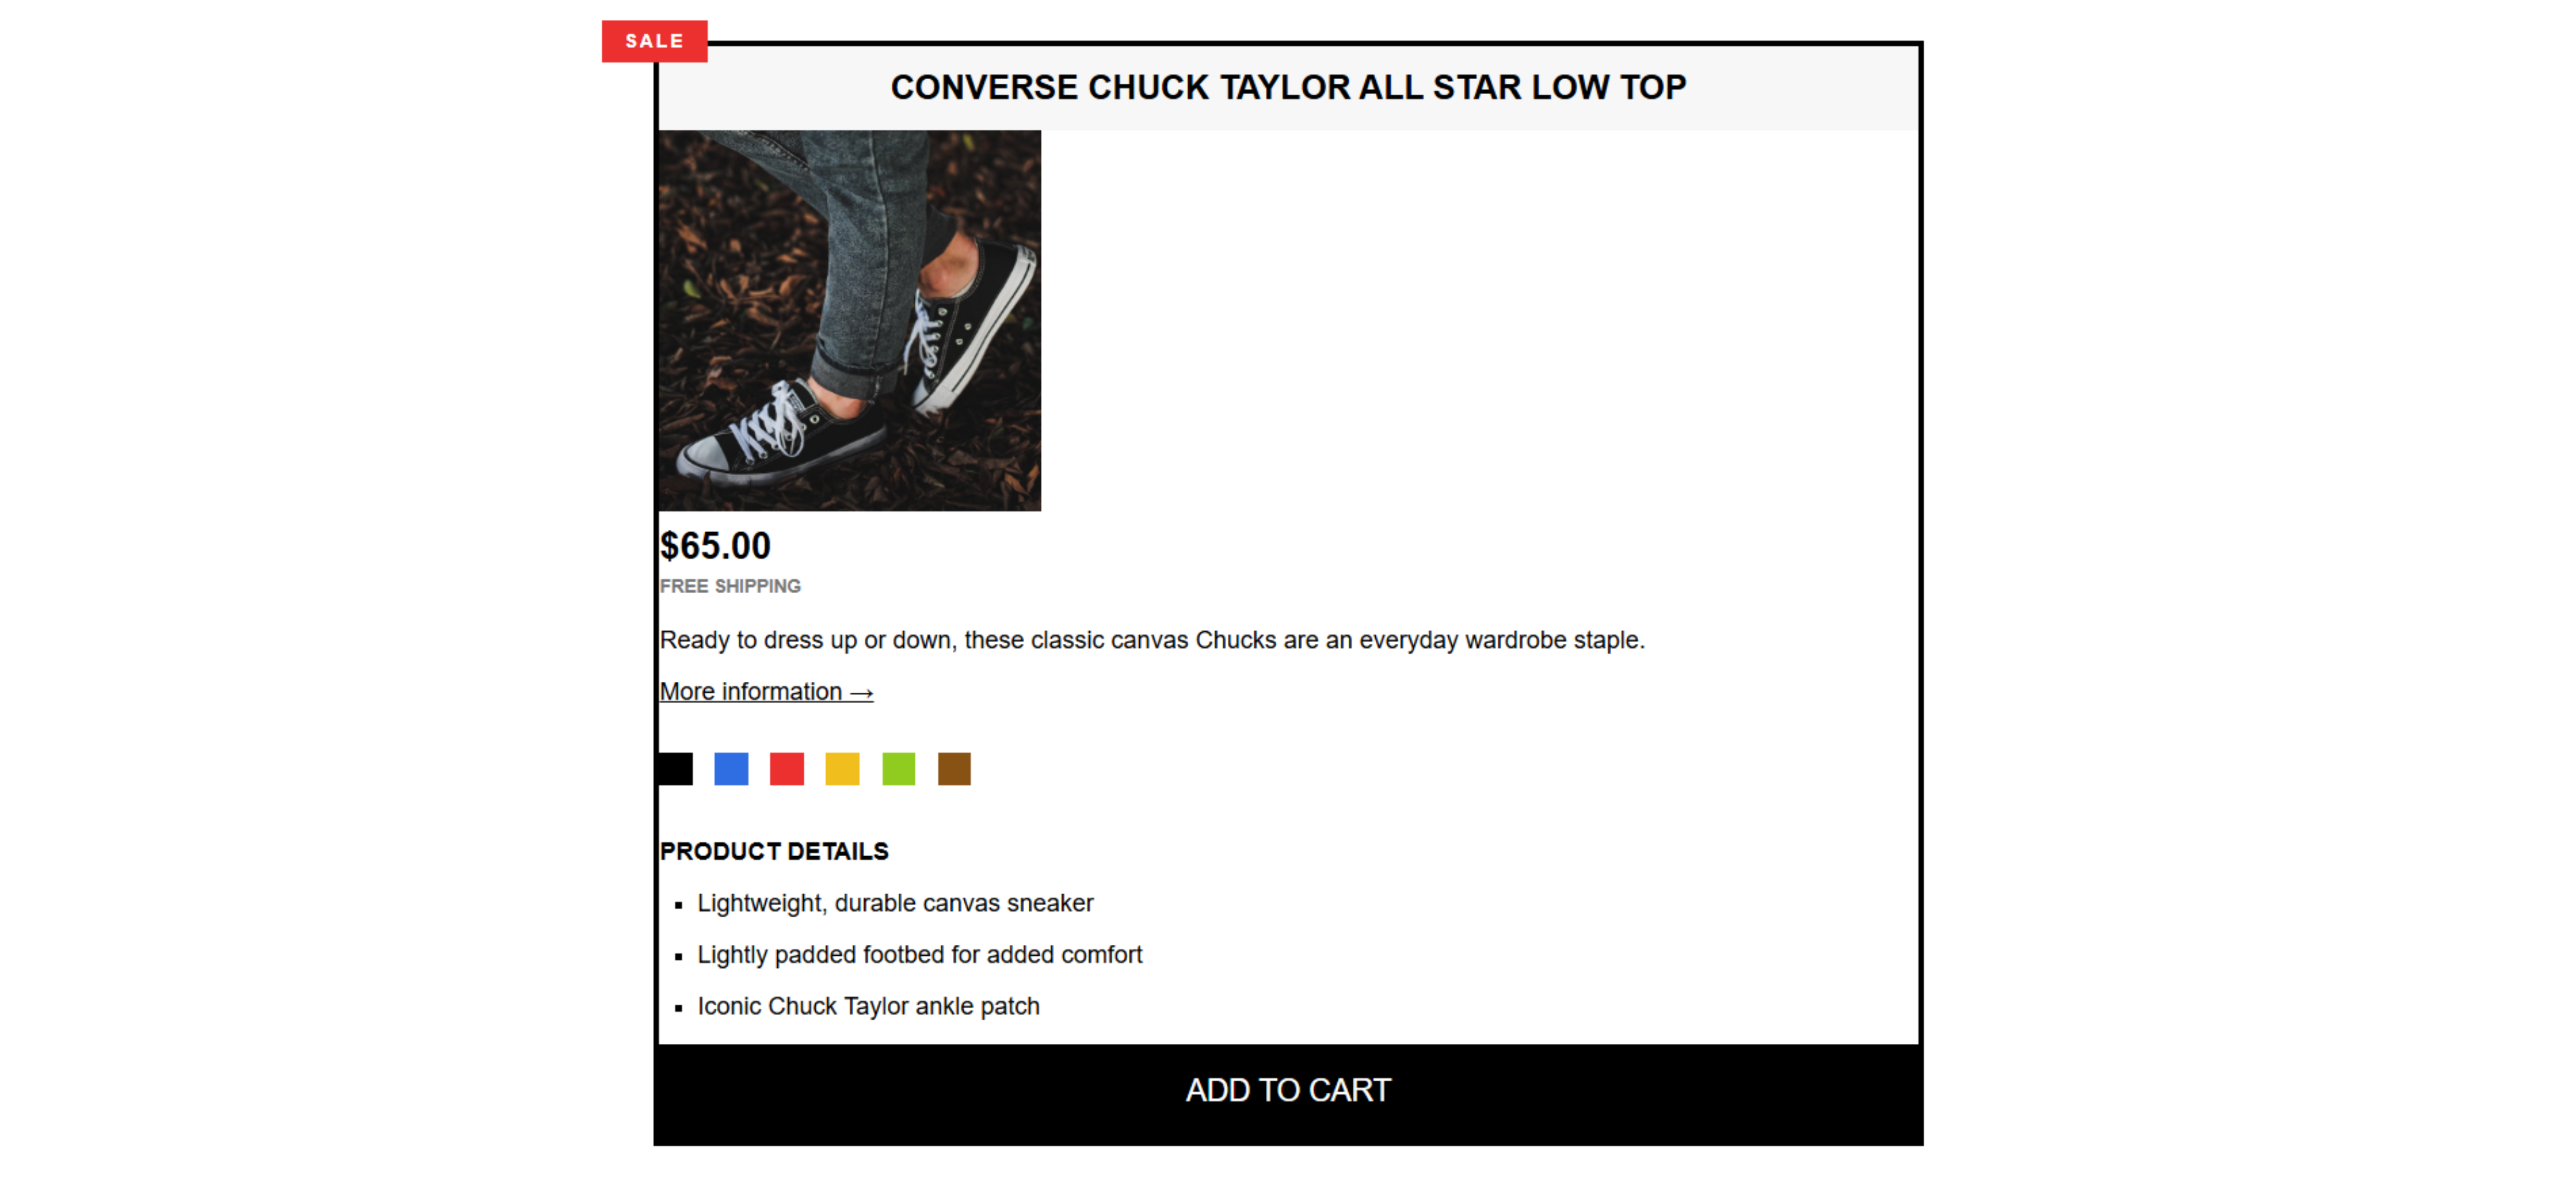 SALE
CONVERSE CHUCK TAYLOR ALL STAR LOW TOP
$65.00
FREE SHIPPING
Ready to dress up or down, these classic canvas Chucks are an everyday wardrobe staple.
More information →
PRODUCT DETAILS
▪ Lightweight, durable canvas sneaker
▪ Lightly padded footbed for added comfort
▪ Iconic Chuck Taylor ankle patch
ADD TO CART